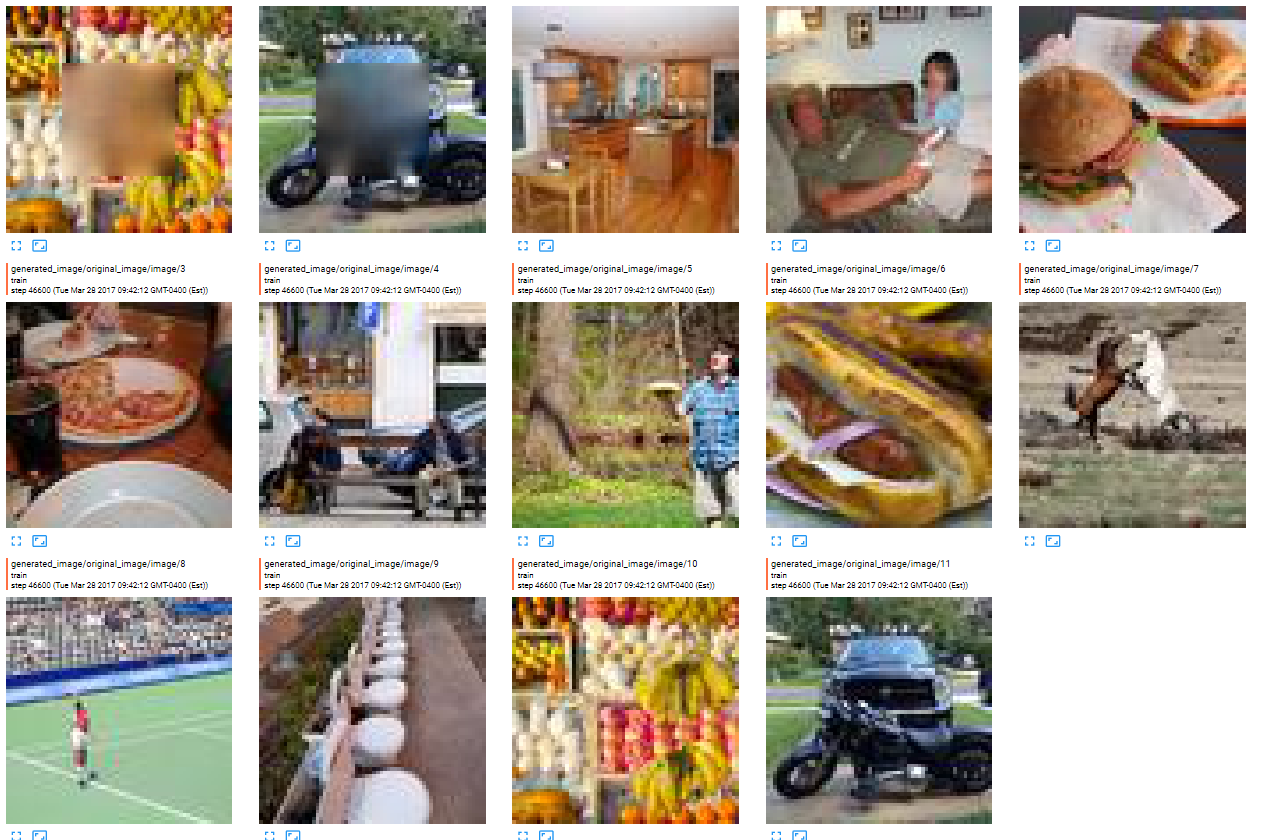 generated_image/original_image/image/3
train
step 46600 (Tue Mar 28 2017 09:42:12 GMT-0400 (Est))
generated_image/original_image/image/4
train
step 46600 (Tue Mar 28 2017 09:42:12 GMT-0400 (Est))
generated_image/original_image/image/5
train
step 46600 (Tue Mar 28 2017 09:42:12 GMT-0400 (Est))
generated_image/original_image/image/6
train
step 46600 (Tue Mar 28 2017 09:42:12 GMT-0400 (Est))
generated_image/original_image/image/7
train
step 46600 (Tue Mar 28 2017 09:42:12 GMT-0400 (Est))
generated_image/original_image/image/8
train
step 46600 (Tue Mar 28 2017 09:42:12 GMT-0400 (Est))
generated_image/original_image/image/9
train
step 46600 (Tue Mar 28 2017 09:42:12 GMT-0400 (Est))
generated_image/original_image/image/10
train
step 46600 (Tue Mar 28 2017 09:42:12 GMT-0400 (Est))
generated_image/original_image/image/11
train
step 46600 (Tue Mar 28 2017 09:42:12 GMT-0400 (Est))